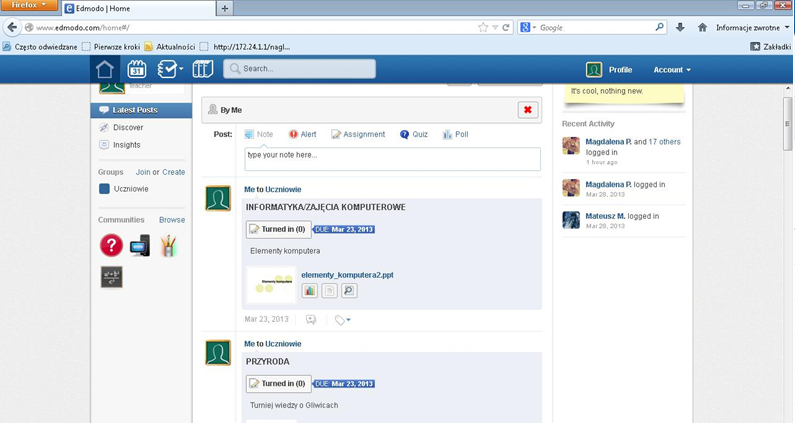 Firefox
Edmodo | Home
www.edmodo.com/home#/
Google
Informacje zwrotne
Często odwiedzane Pierwsze kroki Aktualności http://172.24.1.1/nagl...
Zakładki
31 Search... Profile Account
Teacher
Latest Posts
Discover
Insights
Groups Join or Create
Uczniowie
Communities Browse
By Me
Post: Note Alert Assignment Quiz Poll
type your note here...
Me to Uczniowie
INFORMATYKA/ZAJĘCIA KOMPUTEROWE
Turned in (0) DUE: Mar 23, 2013
Elementy komputera
Elementy komputera
elementy_komputera2.ppt
Mar 23, 2013
Me to Uczniowie
PRZYRODA
Turned in (0) DUE: Mar 23, 2013
Turniej wiedzy o Gliwicach
It's cool, nothing new.
Recent Activity
Magdalena P. and 17 others
logged in
1 hour ago
Magdalena P. logged in
Mar 28, 2013
Mateusz M. logged in
Mar 28, 2013